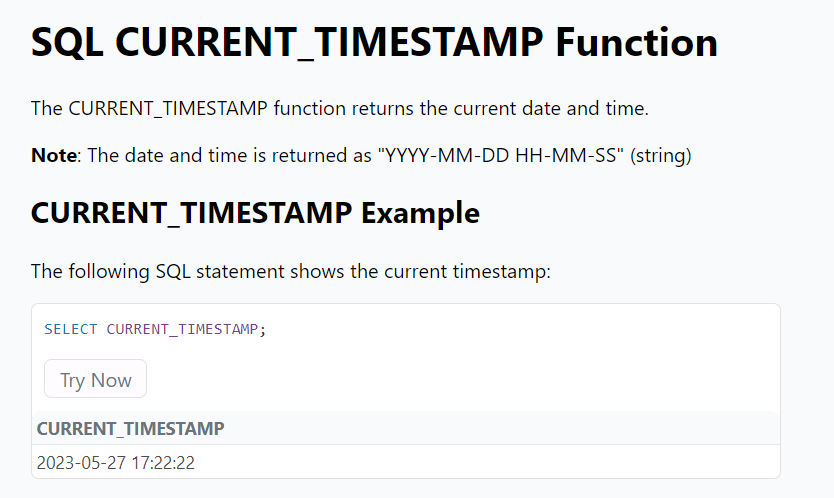 SQL CURRENT_TIMESTAMP Function
The CURRENT_TIMESTAMP function returns the current date and time.
Note: The date and time is returned as "YYYY-MM-DD HH-MM-SS" (string)
CURRENT_TIMESTAMP Example
The following SQL statement shows the current timestamp:
SELECT CURRENT_TIMESTAMP;
Try Now
CURRENT_TIMESTAMP
2023-05-27 17:22:22